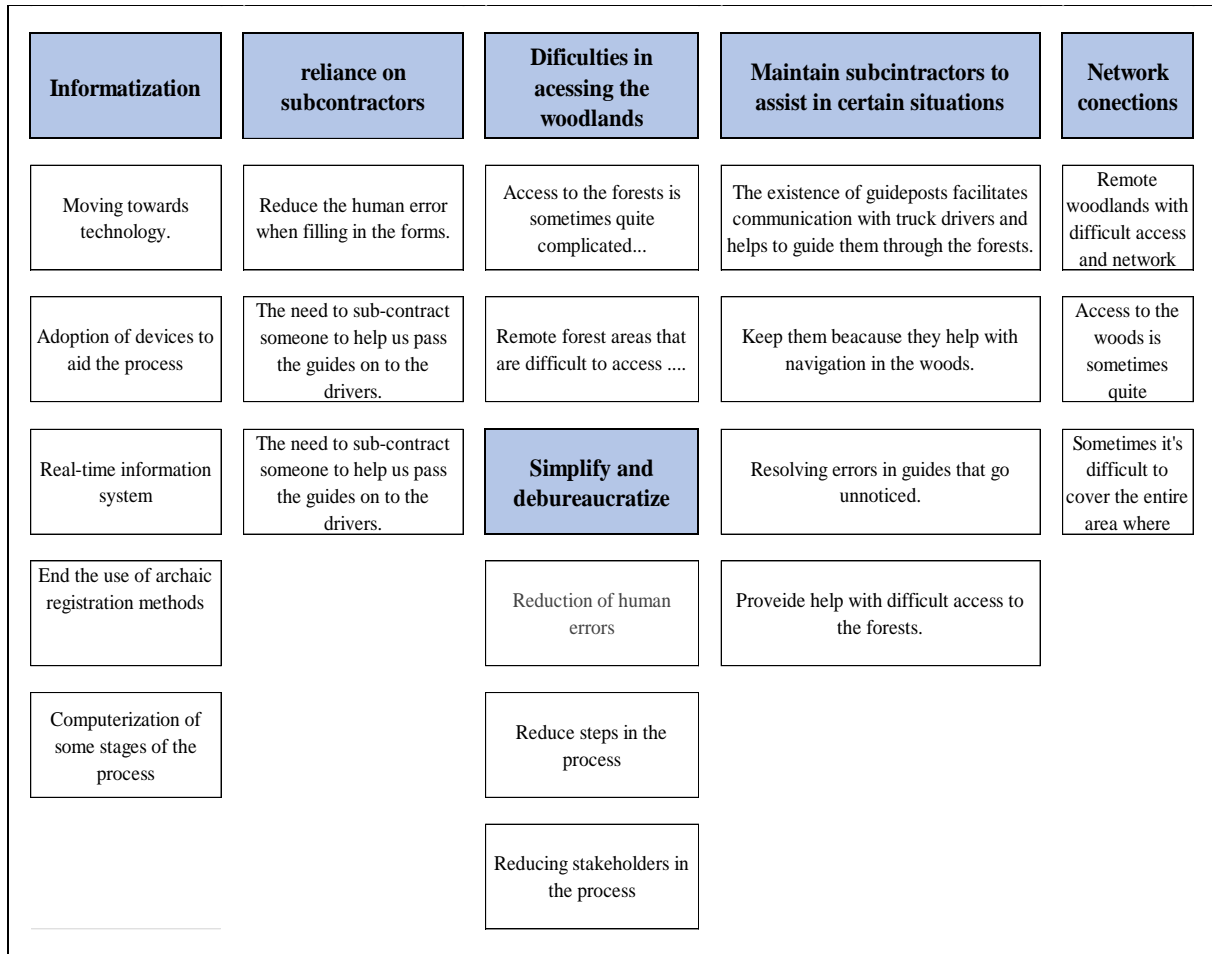 Informatization
reliance on
subcontractors
Dificulties in
acessing the
woodlands
Maintain subcintractors to
assist in certain situations
Network
conections
Moving towards
technology.
Reduce the human error
when filling in the forms.
Access to the forests is
sometimes quite
complicated...
The existence of guideposts facilitates
communication with truck drivers and
helps to guide them through the forests.
Remote
woodlands with
difficult access
and network
Adoption of devices to
aid the process
The need to sub-contract
someone to help us pass
the guides on to the
drivers.
Remote forest areas that
are difficult to access ....
Keep them beacause they help with
navigation in the woods.
Access to the
woods is
sometimes
quite
Real-time information
system
The need to sub-contract
someone to help us pass
the guides on to the
drivers.
Simplify and
debureaucratize
Resolving errors in guides that go
unnoticed.
Sometimes it's
difficult to
cover the entire
area where
End the use of archaic
registration methods
Reduction of human
errors
Proveide help with difficult access to
the forests.
Computerization of
some stages of the
process
Reduce steps in the
process
Reducing stakeholders in
the process